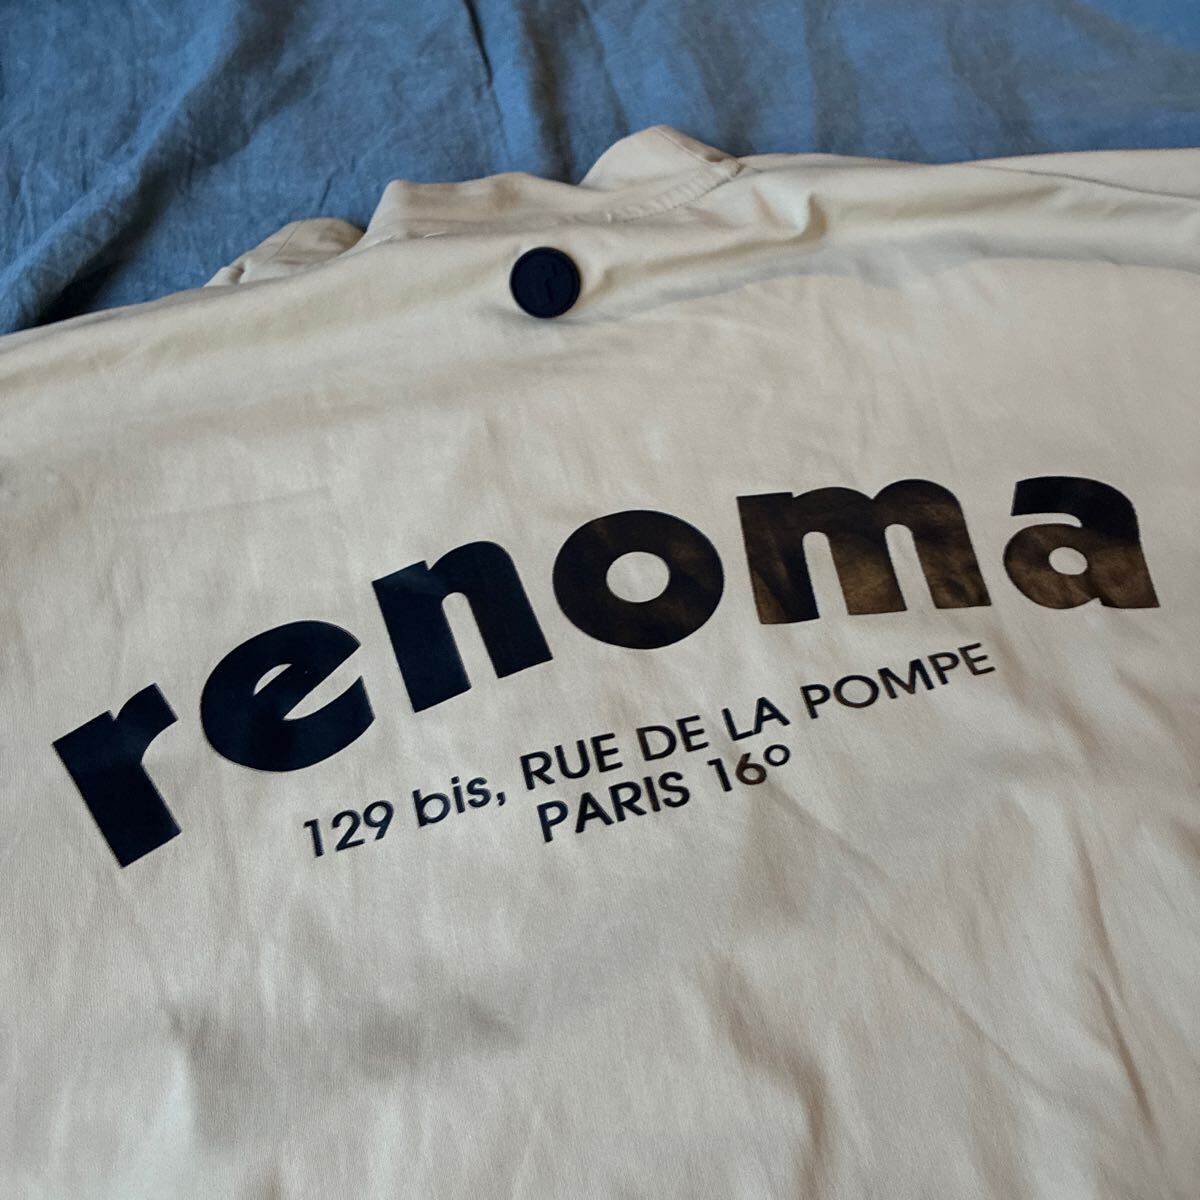 renoma
129 bis, RUE DE LA POMPE
PARIS 16º